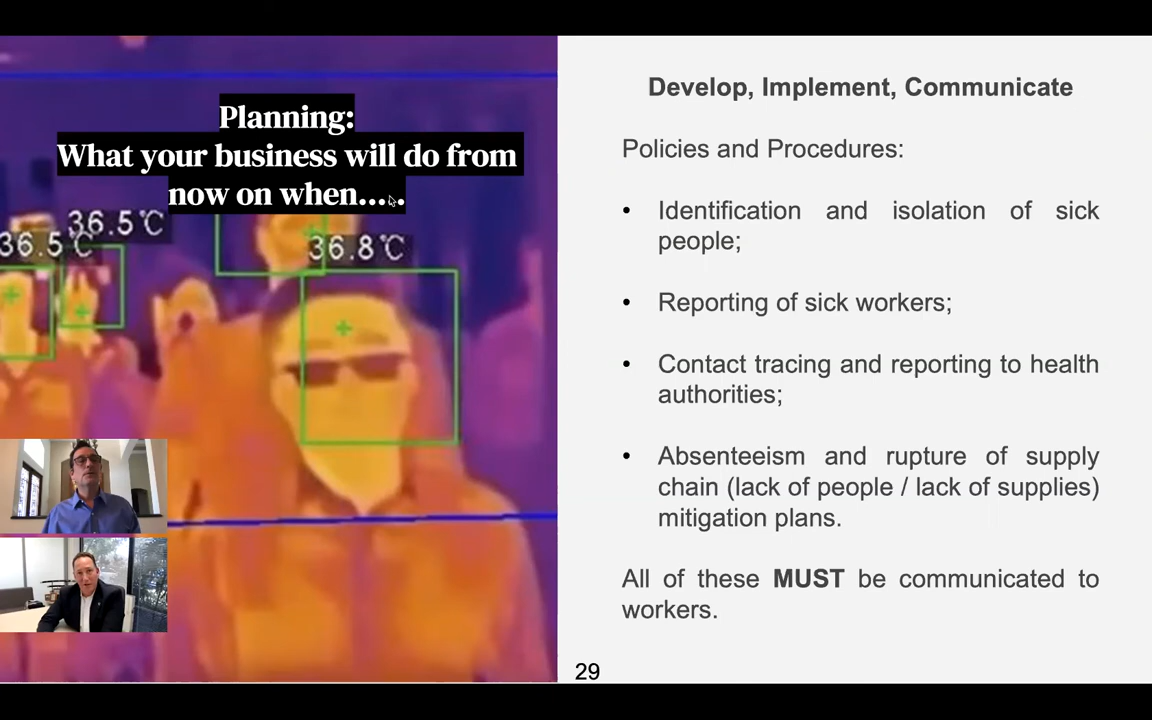 Planning:
What your business will do from
now on when.....
36.5℃
36.5℃
36.8℃
Develop, Implement, Communicate
Policies and Procedures:
• Identification and isolation of sick
people;
• Reporting of sick workers;
• Contact tracing and reporting to health
authorities;
• Absenteeism and rupture of supply
chain (lack of people / lack of supplies)
mitigation plans.
All of these MUST be communicated to
workers.
29